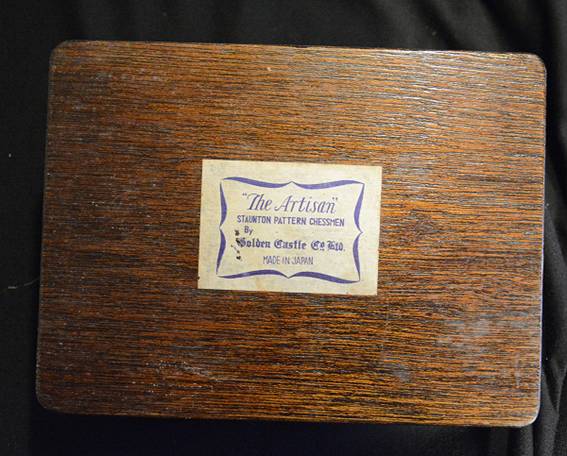 "The Artisan"
STAUNTON PATTERN CHESSMEN
By
Golden Castle Co. Ltd.
MADE IN JAPAN